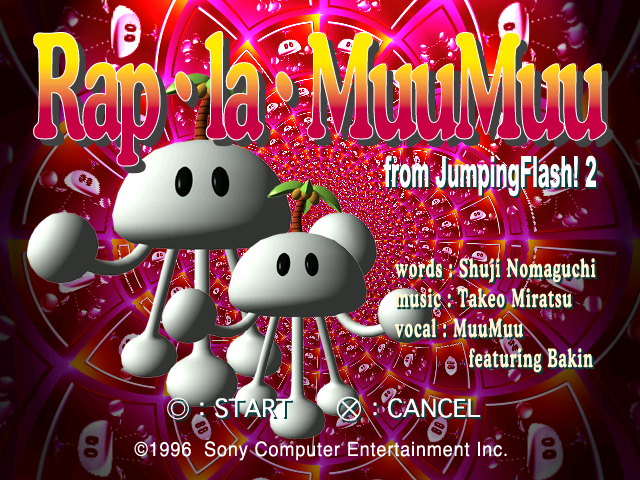 Rap・la・MuuMuu
from JumpingFlash! 2
words : Shuji Nomaguchi
music : Takeo Miratsu
vocal : MuuMuu
featuring Bakin
◎ : START ⊗ : CANCEL
©1996 Sony Computer Entertainment Inc.